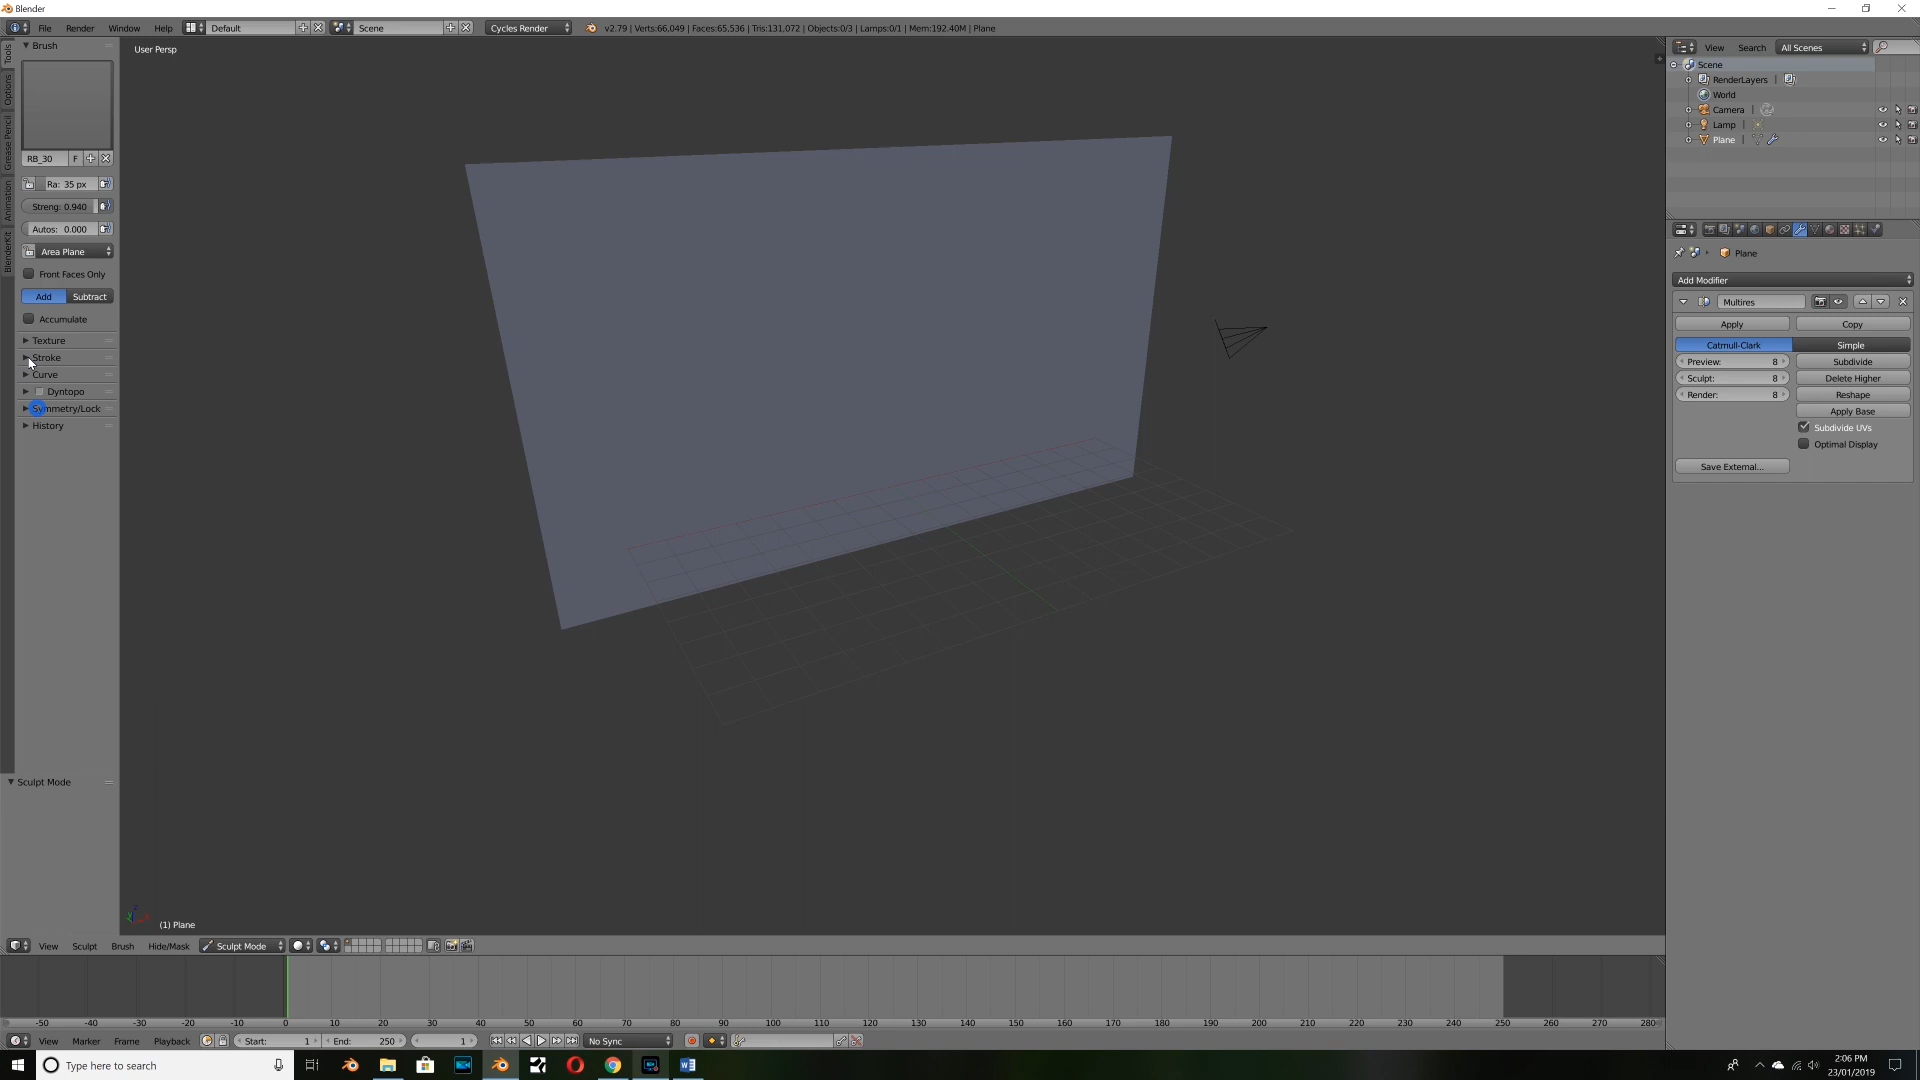 Blender
File Render Window Help Default Scene Cycles Render v2.79 | Verts:66,049 | Faces:65,536 | Tris:131,072 | Objects:0/3 | Lamps:0/1 | Mem:192.40M | Plane
Tools
Options
Grease Pencil
Animation
BlenderKit
Brush
RB_30 F
Ra: 35 px
Streng: 0.940
Autos: 0.000
Area Plane
Front Faces Only
Add Subtract
Accumulate
Texture
Stroke
Curve
Dyntopo
Symmetry/Lock
History
Sculpt Mode
User Persp
(1) Plane
View Search All Scenes
Scene
RenderLayers |
World
Camera |
Lamp |
Plane |
Plane
Add Modifier
Multires
Apply Copy
Catmull-Clark Simple
Preview: 8 Subdivide
Sculpt: 8 Delete Higher
Render: 8 Reshape
Apply Base
Subdivide UVs
Optimal Display
Save External...
View Sculpt Brush Hide/Mask Sculpt Mode
-50 -40 -30 -20 -10 0 10 20 30 40 50 60 70 80 90 100 110 120 130 140 150 160 170 180 190 200 210 220 230 240 250 260 270 280
View Marker Frame Playback Start: 1 End: 250 1 No Sync
Type here to search
2:06 PM
23/01/2019